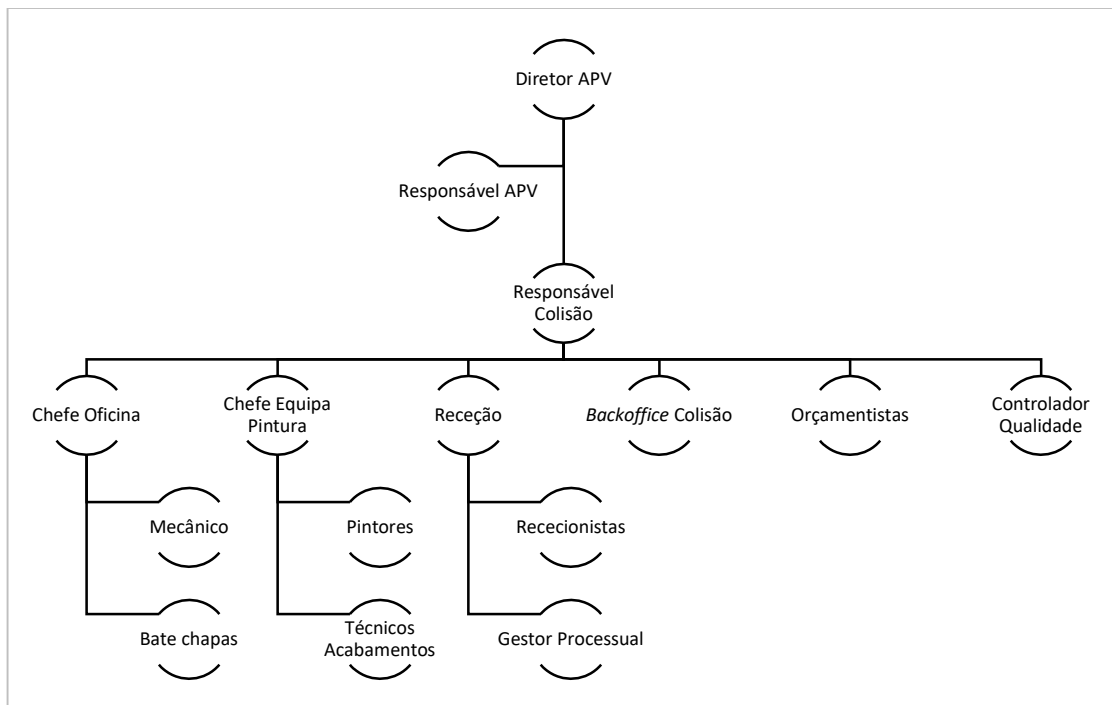 Diretor APV
Responsável APV
Responsável
Colisão
Chefe Oficina
Chefe Equipa
Pintura
Receção
Backoffice Colisão
Orçamentistas
Controlador
Qualidade
Mecânico
Pintores
Rececionistas
Bate chapas
Técnicos
Acabamentos
Gestor Processual